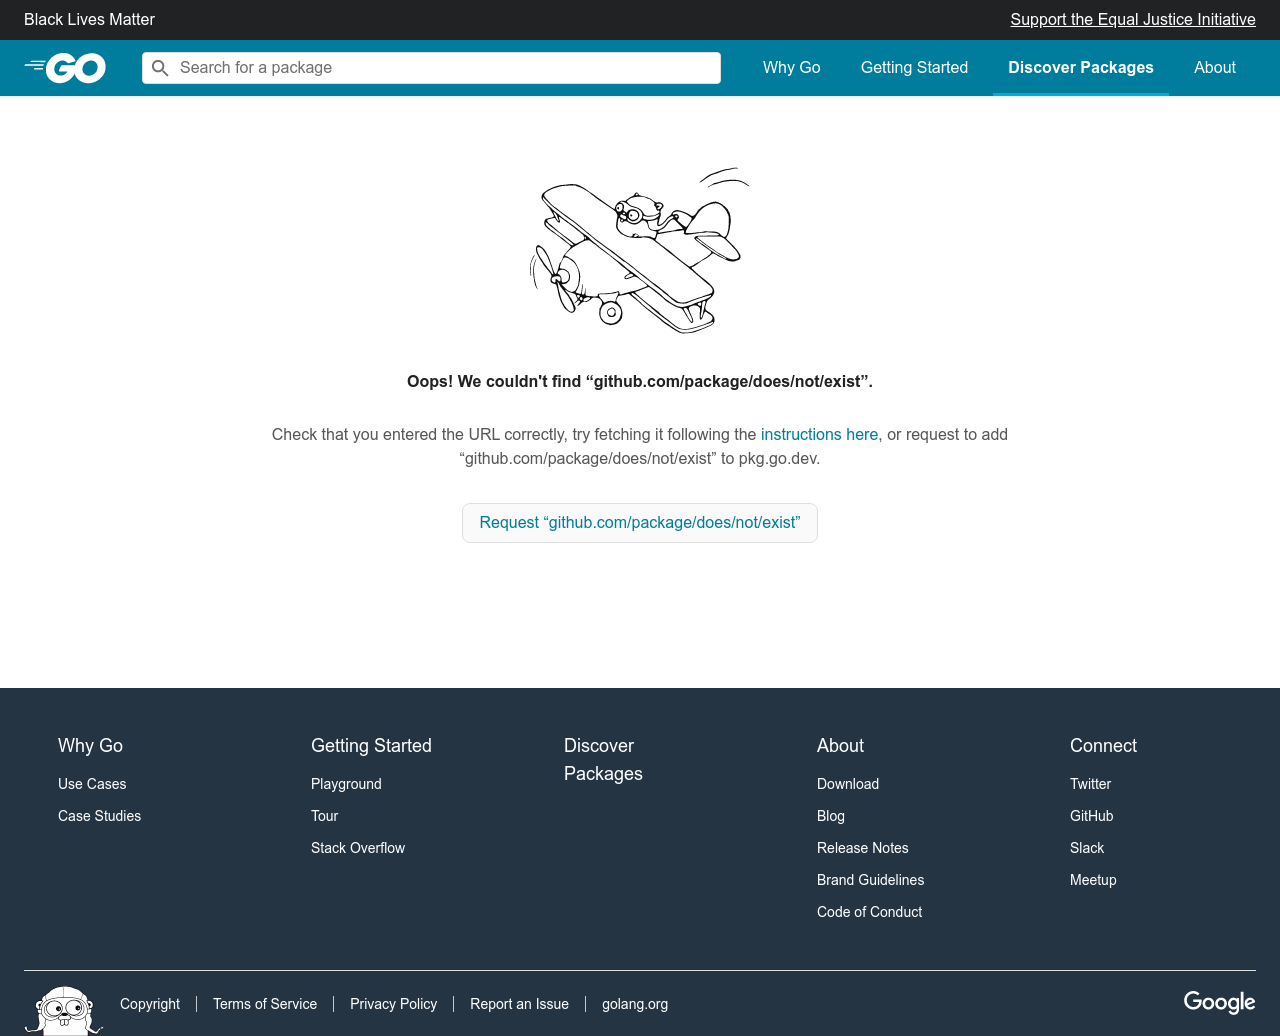 Black Lives Matter
Support the Equal Justice Initiative
GO
Search for a package
Why Go
Getting Started
Discover Packages
About
Oops! We couldn't find “github.com/package/does/not/exist”.
Check that you entered the URL correctly, try fetching it following the instructions here, or request to add
“github.com/package/does/not/exist” to pkg.go.dev.
Request “github.com/package/does/not/exist”
Why Go
Use Cases
Case Studies
Getting Started
Playground
Tour
Stack Overflow
Discover
Packages
About
Download
Blog
Release Notes
Brand Guidelines
Code of Conduct
Connect
Twitter
GitHub
Slack
Meetup
Copyright
Terms of Service
Privacy Policy
Report an Issue
golang.org
Google